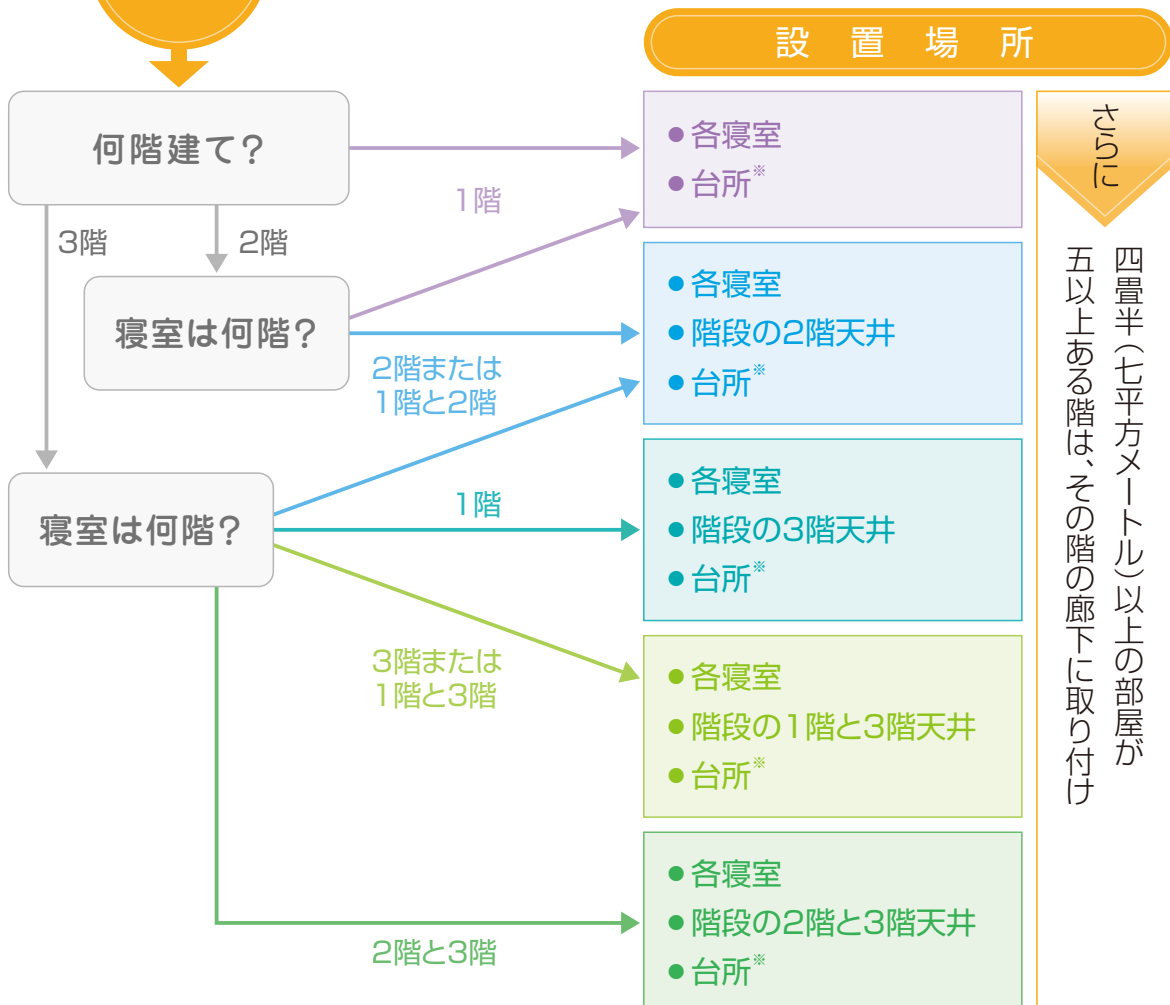 設置場所
何階建て？
1階
3階
2階
寝室は何階？
2階または
1階と2階
寝室は何階？
1階
3階または
1階と3階
2階と3階
●各寝室
●台所※
●各寝室
●階段の2階天井
●台所※
●各寝室
●階段の3階天井
●台所※
●各寝室
●階段の1階と3階天井
●台所※
●各寝室
●階段の2階と3階天井
●台所※
さらに
四畳半（七平方メートル）以上の部屋が
五以上ある階は、その階の廊下に取り付け